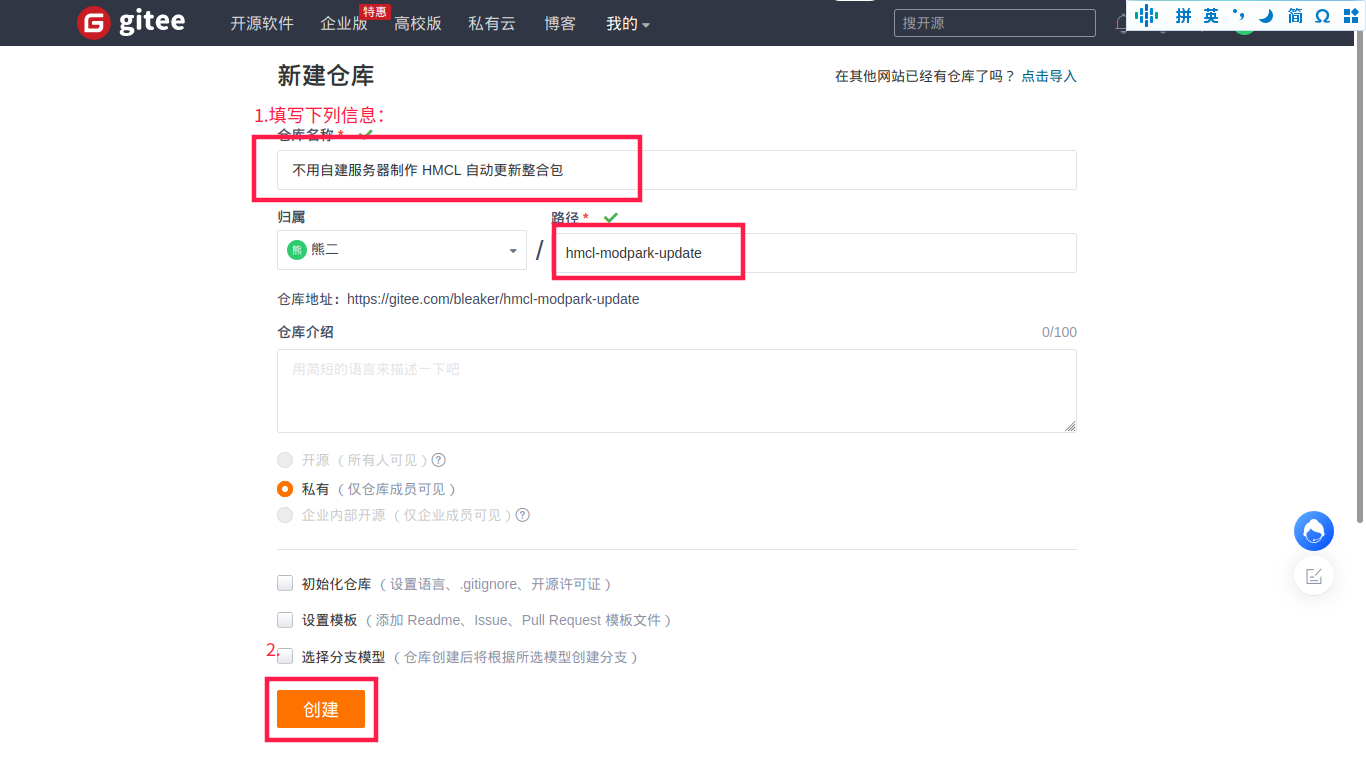 gitee 开源软件 企业版 特惠 高校版 私有云 博客 我的 搜开源 拼 英 简
新建仓库 在其他网站已经有仓库了吗？ 点击导入
1.填写下列信息：
仓库名称 *
不用自建服务器制作 HMCL 自动更新整合包
归属 路径 *
熊 熊二 / hmcl-modpark-update
仓库地址：https://gitee.com/bleaker/hmcl-modpark-update
仓库介绍 0/100
用简短的语言来描述一下吧
开源（所有人可见）?
私有（仅仓库成员可见）
企业内部开源（仅企业成员可见）?
初始化仓库（设置语言、.gitignore、开源许可证）
设置模板（添加 Readme、Issue、Pull Request 模板文件）
2.
选择分支模型（仓库创建后将根据所选模型创建分支）
创建